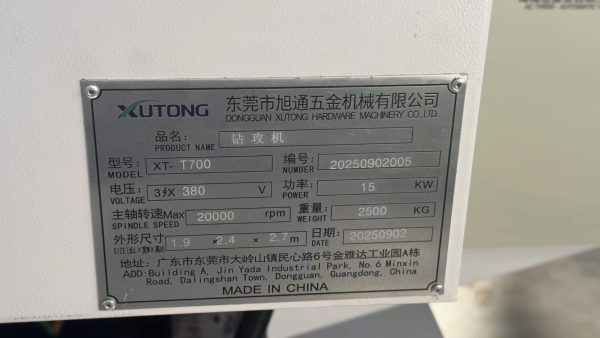 XUTONG 东莞市旭通五金机械有限公司
DONGGUAN XUTONG HARDWARE MACHINERY CO.,LTD.
品名: 钻攻机
PRODUCT NAME
型号: XT- T700 编号: 20250902005
MODEL NUMBER
电压: 3∮X 380 V 功率: 15 KW
VOLTAGE POWER
主轴转速Max 20000 rpm 重量: 2500 KG
SPINDLE SPEED WEIGHT
外形尺寸 1.9 ×2.4 × 2.7 m 日期: 20250902
SIZE(长X宽X高) DATE
地址: 广东市东莞市大岭山镇民心路6号金雅达工业园A栋
ADD:Building A, Jin Yada Industrial Park, No.6 Minxin
Road, Dalingshan Town, Dongguan, Guangdong, China
MADE IN CHINA